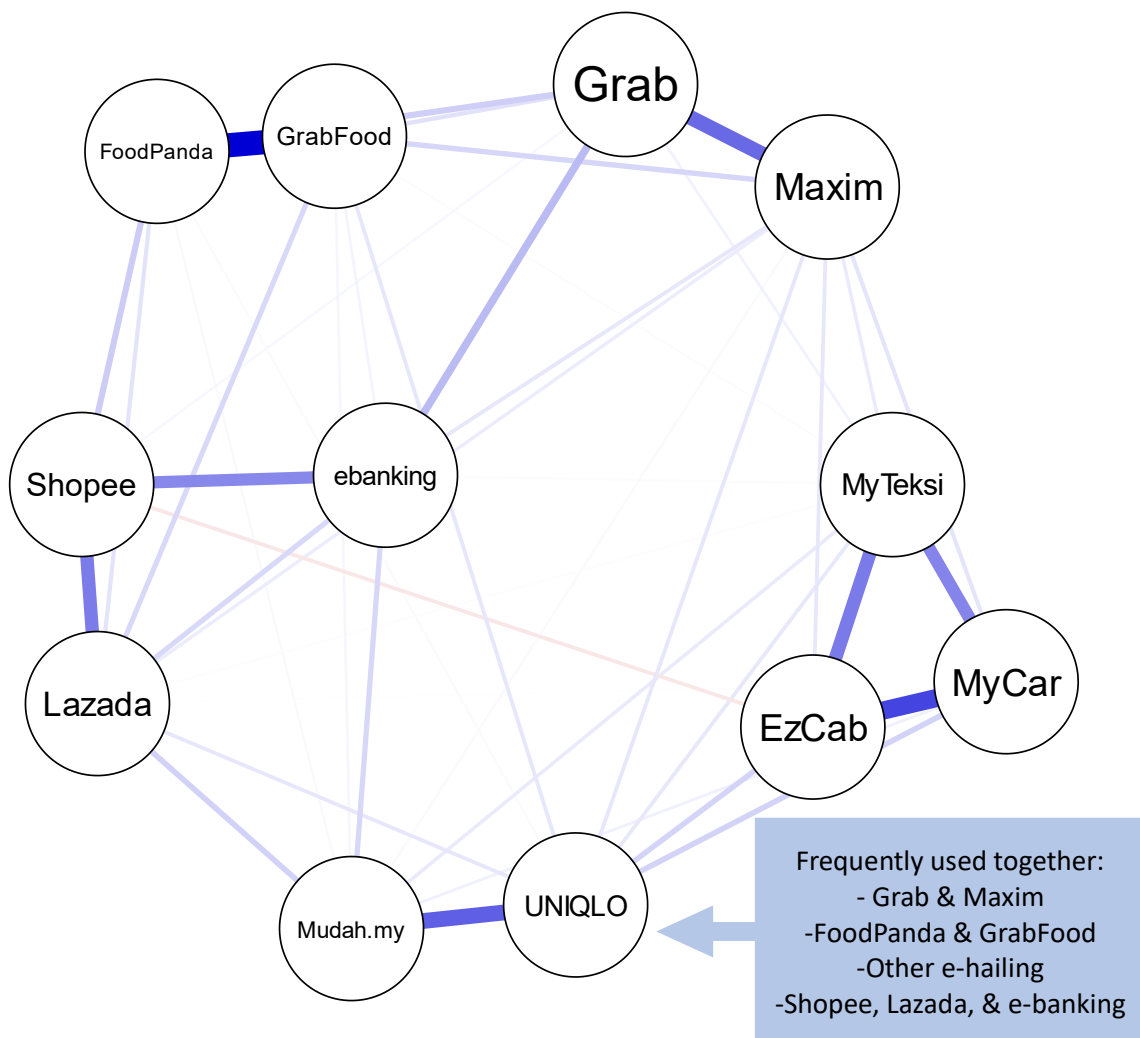 Grab
GrabFood
FoodPanda
Maxim
Shopee
ebanking
MyTeksi
Lazada
MyCar
EzCab
UNIQLO
Mudah.my
Frequently used together:
- Grab & Maxim
-FoodPanda & GrabFood
-Other e-hailing
-Shopee, Lazada, & e-banking